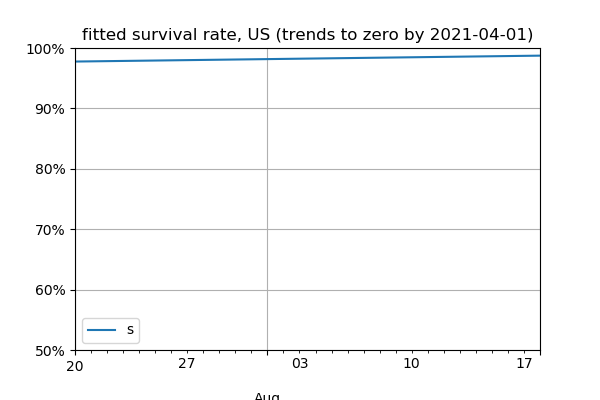 fitted survival rate, US (trends to zero by 2021-04-01)
100%
90%
80%
70%
60%
50%
s
20 27 03 10 17
Aug